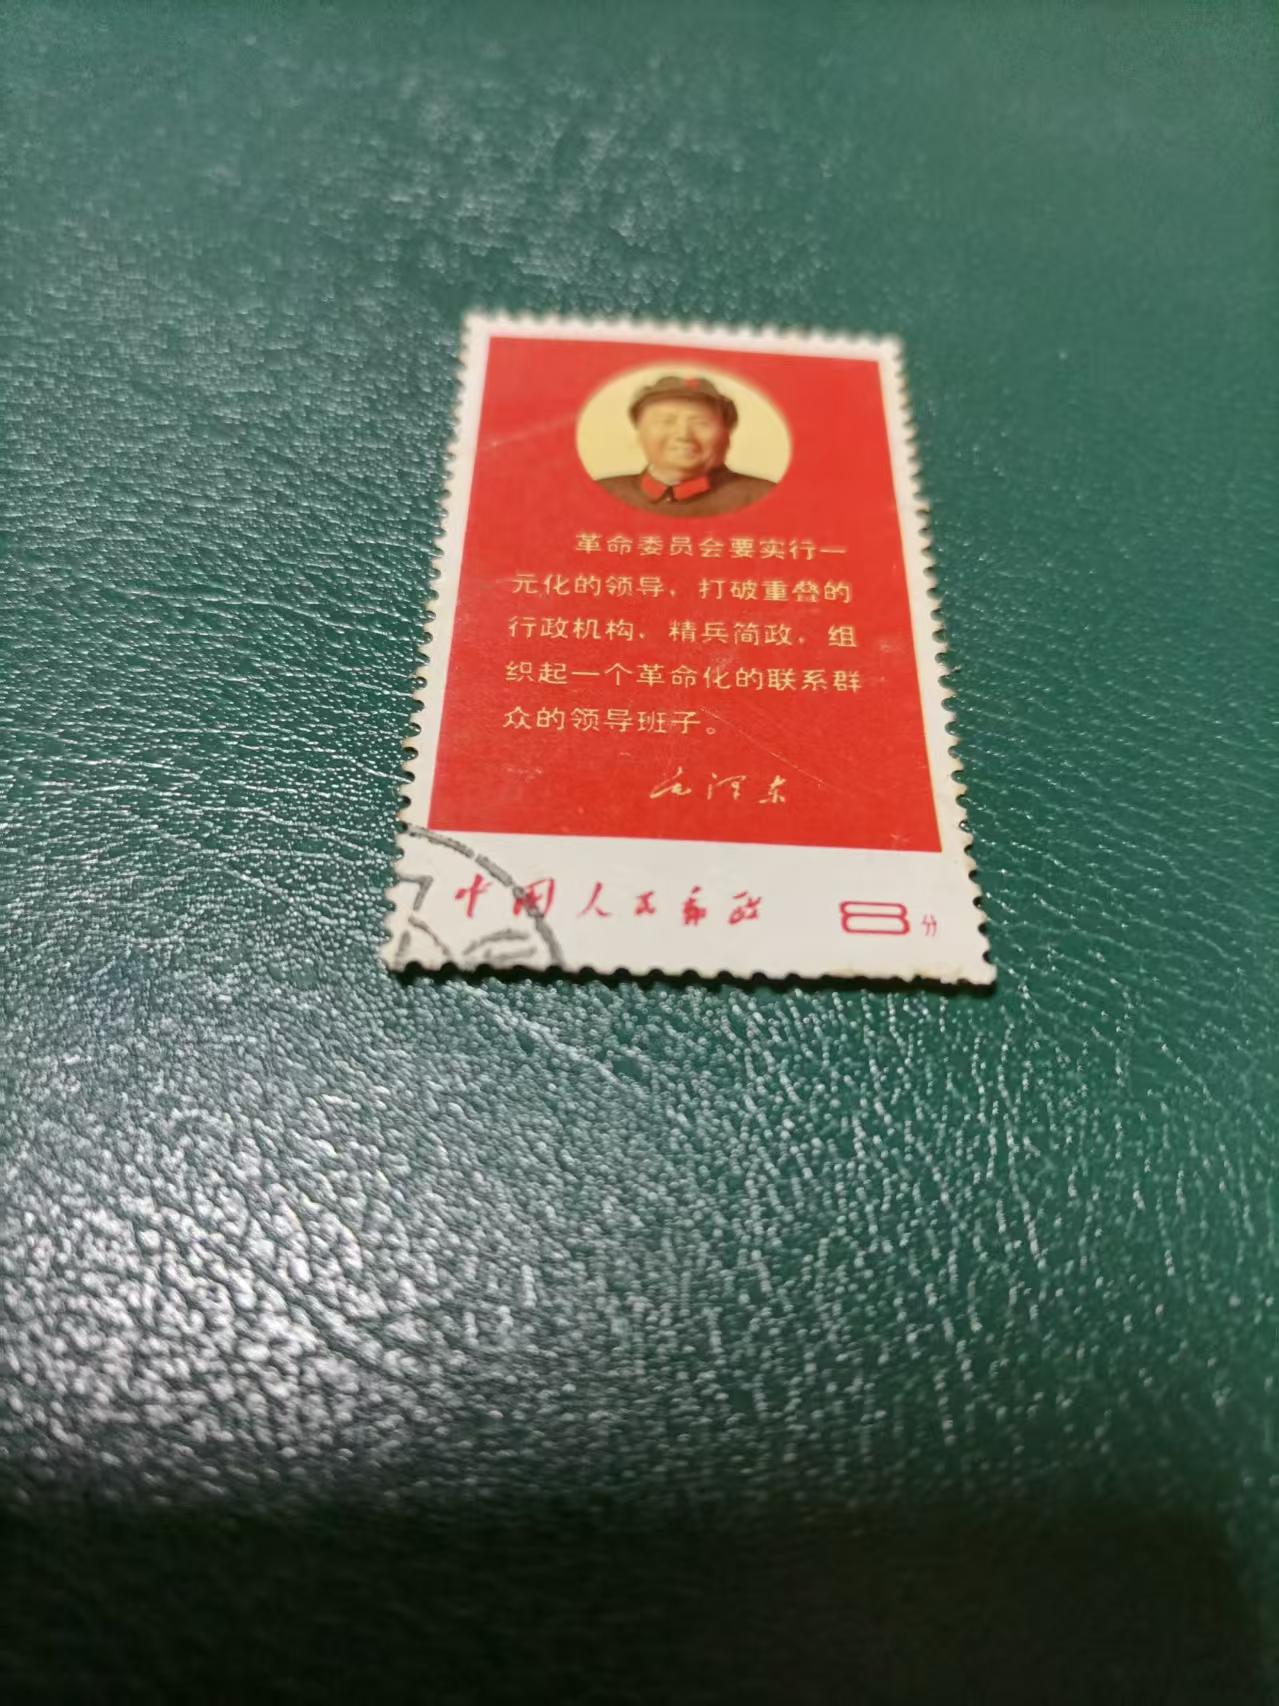 革命委员会要实行一
元化的领导，打破重叠的
行政机构，精兵简政，组
织起一个革命化的联系群
众的领导班子。
毛泽东
中国人民邮政 8分